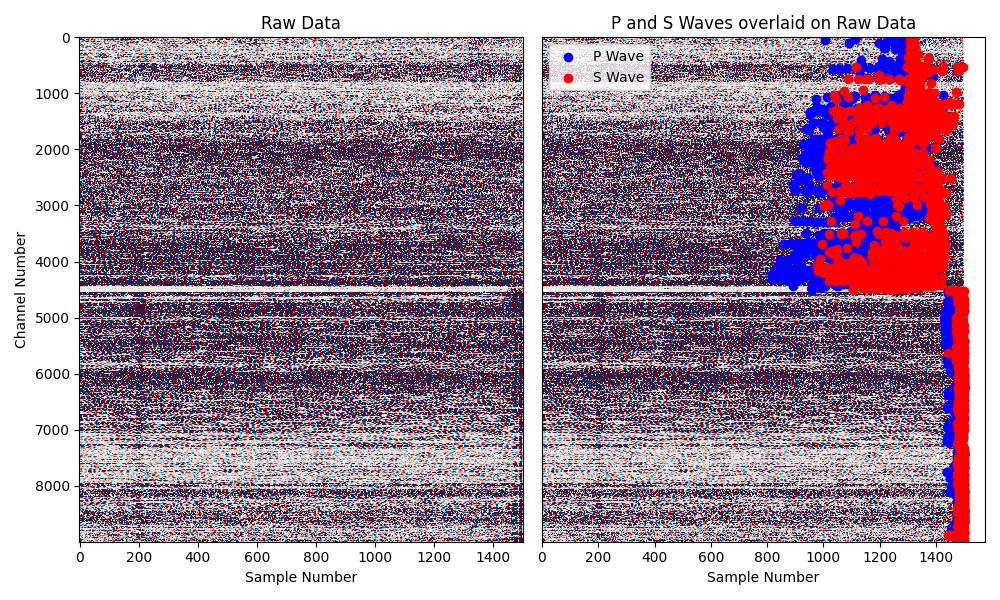 Raw Data
P and S Waves overlaid on Raw Data
P Wave
S Wave
Channel Number
0
1000
2000
3000
4000
5000
6000
7000
8000
0 200 400 600 800 1000 1200 1400
0 200 400 600 800 1000 1200 1400
Sample Number
Sample Number